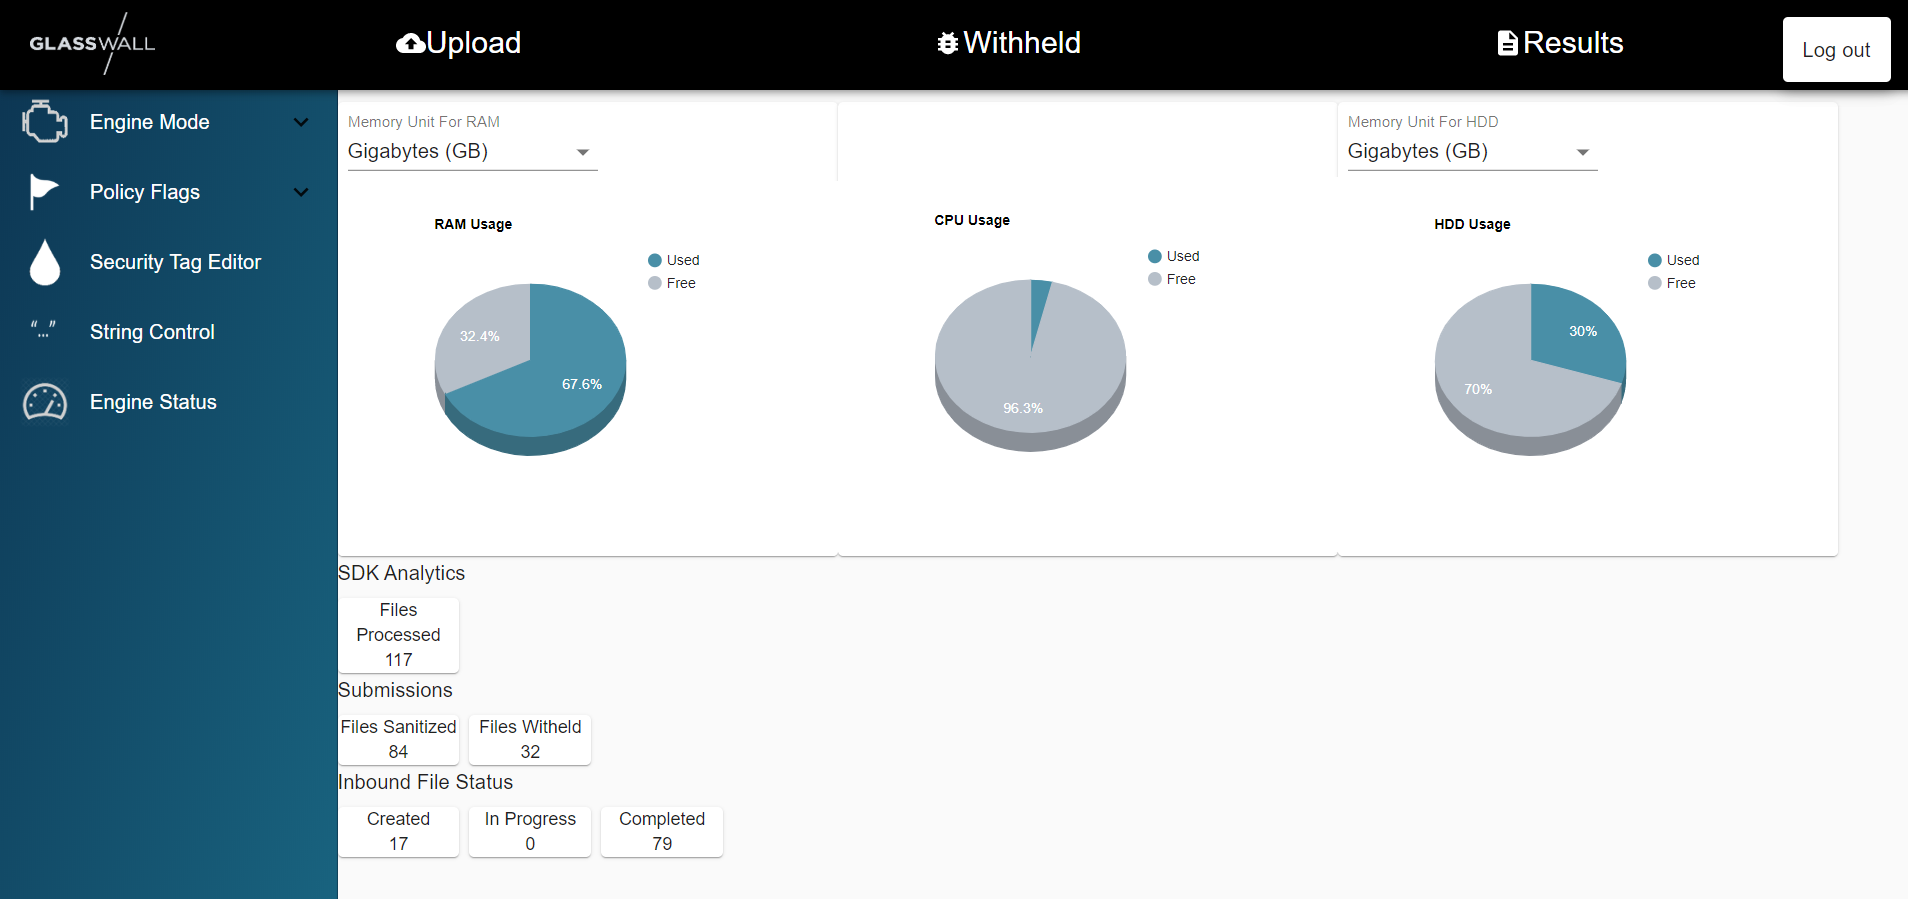 GLASSWALL
Upload
Withheld
Results
Log out
Engine Mode
Policy Flags
Security Tag Editor
“...” String Control
Engine Status
Memory Unit For RAM
Gigabytes (GB)
Memory Unit For HDD
Gigabytes (GB)
RAM Usage
Used
Free
32.4%
67.6%
CPU Usage
Used
Free
96.3%
HDD Usage
Used
Free
30%
70%
SDK Analytics
Files
Processed
117
Submissions
Files Sanitized
84
Files Witheld
32
Inbound File Status
Created
17
In Progress
0
Completed
79